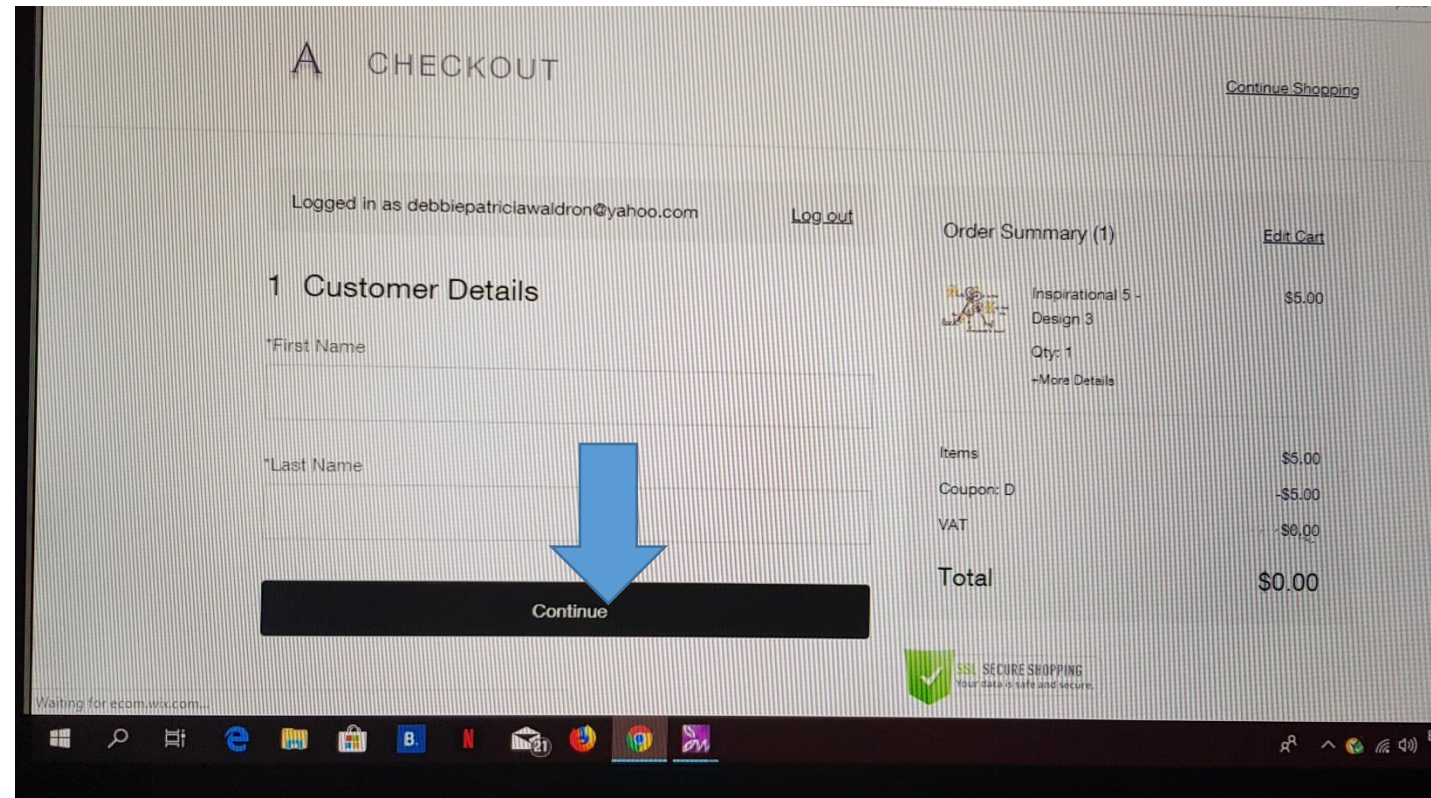 A CHECKOUT
Continue Shopping
Logged in as debbiepatriciawaldron@yahoo.com Log out
1 Customer Details
*First Name
*Last Name
Continue
Order Summary (1) Edit Cart
Inspirational 5 - $5.00
Design 3
Qty: 1
+More Details
Items $5.00
Coupon: D -$5.00
VAT $0.00
Total $0.00
SSL SECURE SHOPPING
Your data is safe and secure.
Waiting for ecom.wix.com...
B. N 21